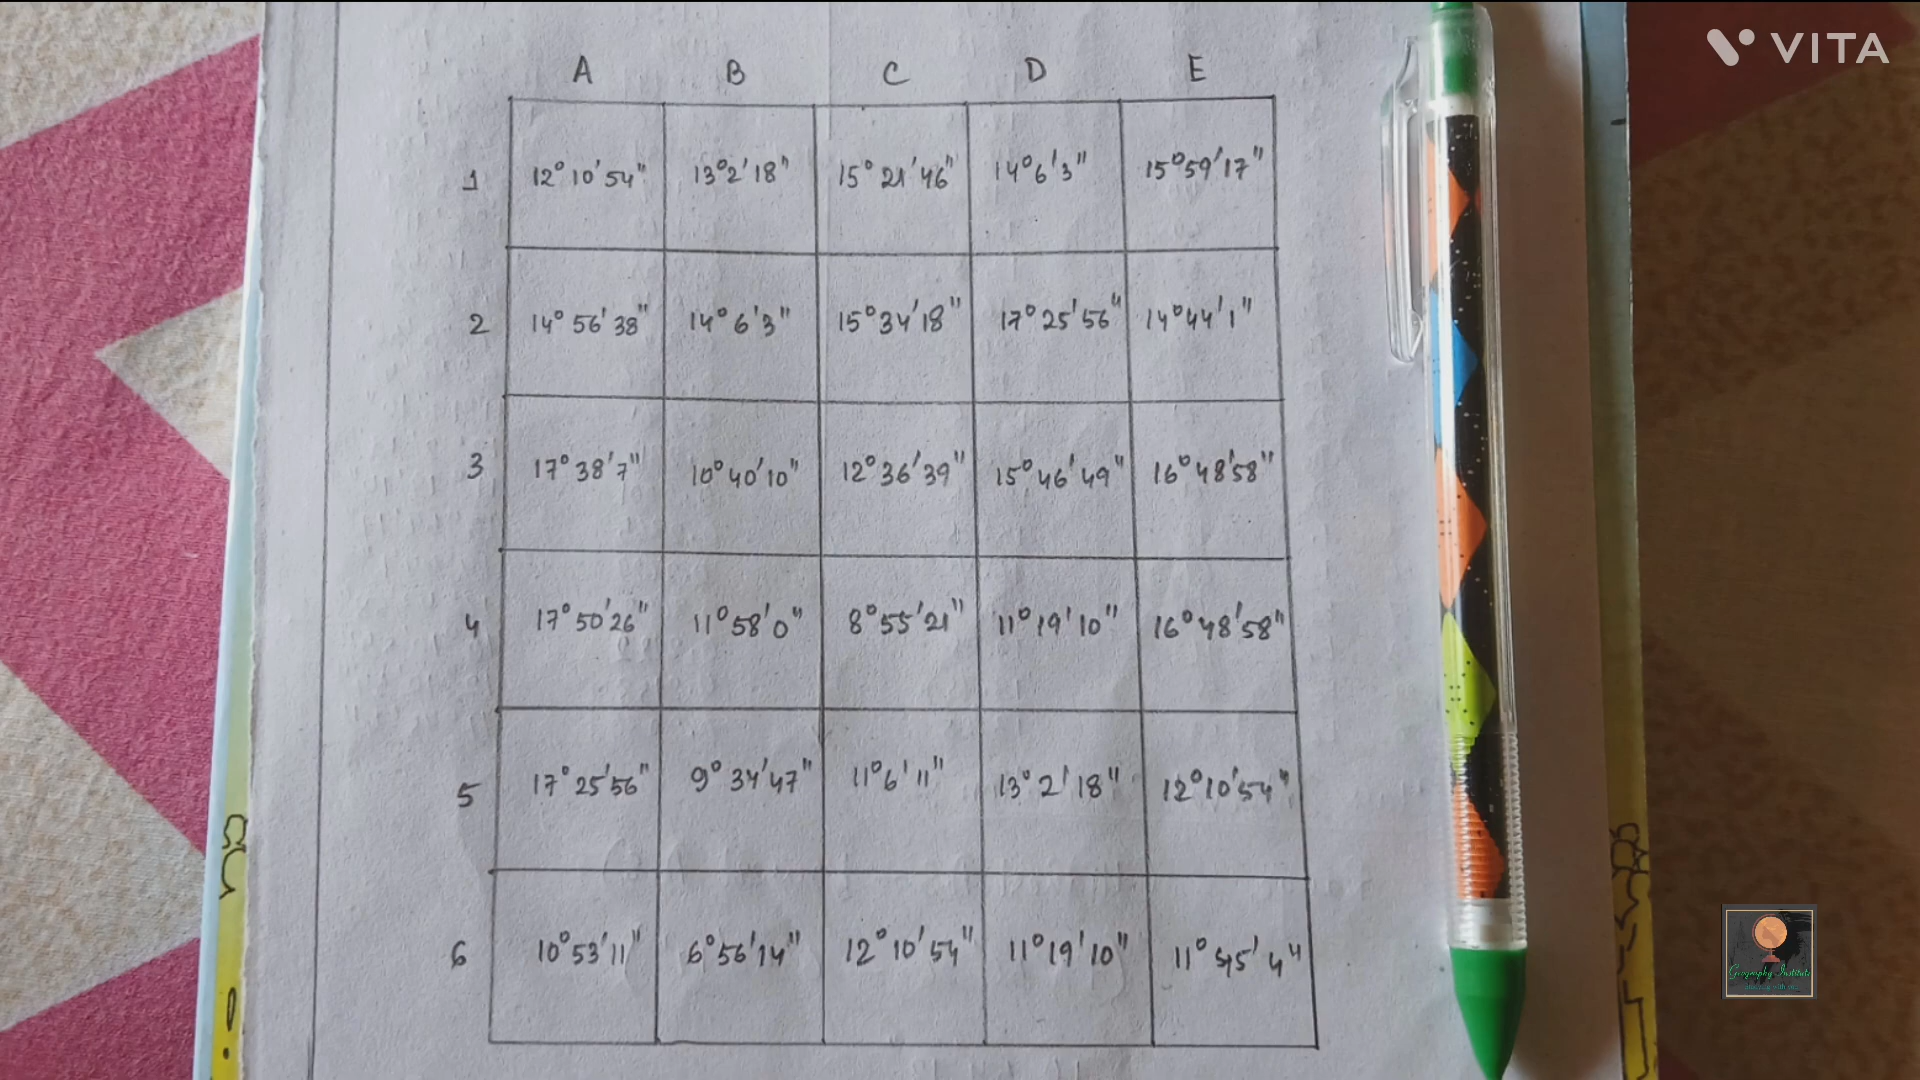 VITA
A B C D E
1 12°10'54" 13°2'18" 15°21'46" 14°6'3" 15°59'17"
2 14°56'38" 14°6'3" 15°34'18" 17°25'56" 14°44'1"
3 17°38'7" 10°40'10" 12°36'39" 15°46'49" 16°48'58"
4 17°50'26" 11°58'0" 8°55'21" 11°19'10" 16°48'58"
5 17°25'56" 9°34'47" 11°6'11" 13°2'18" 12°10'54"
6 10°53'11" 6°56'14" 12°10'54" 11°19'10" 11°45'4"
Geography Institute